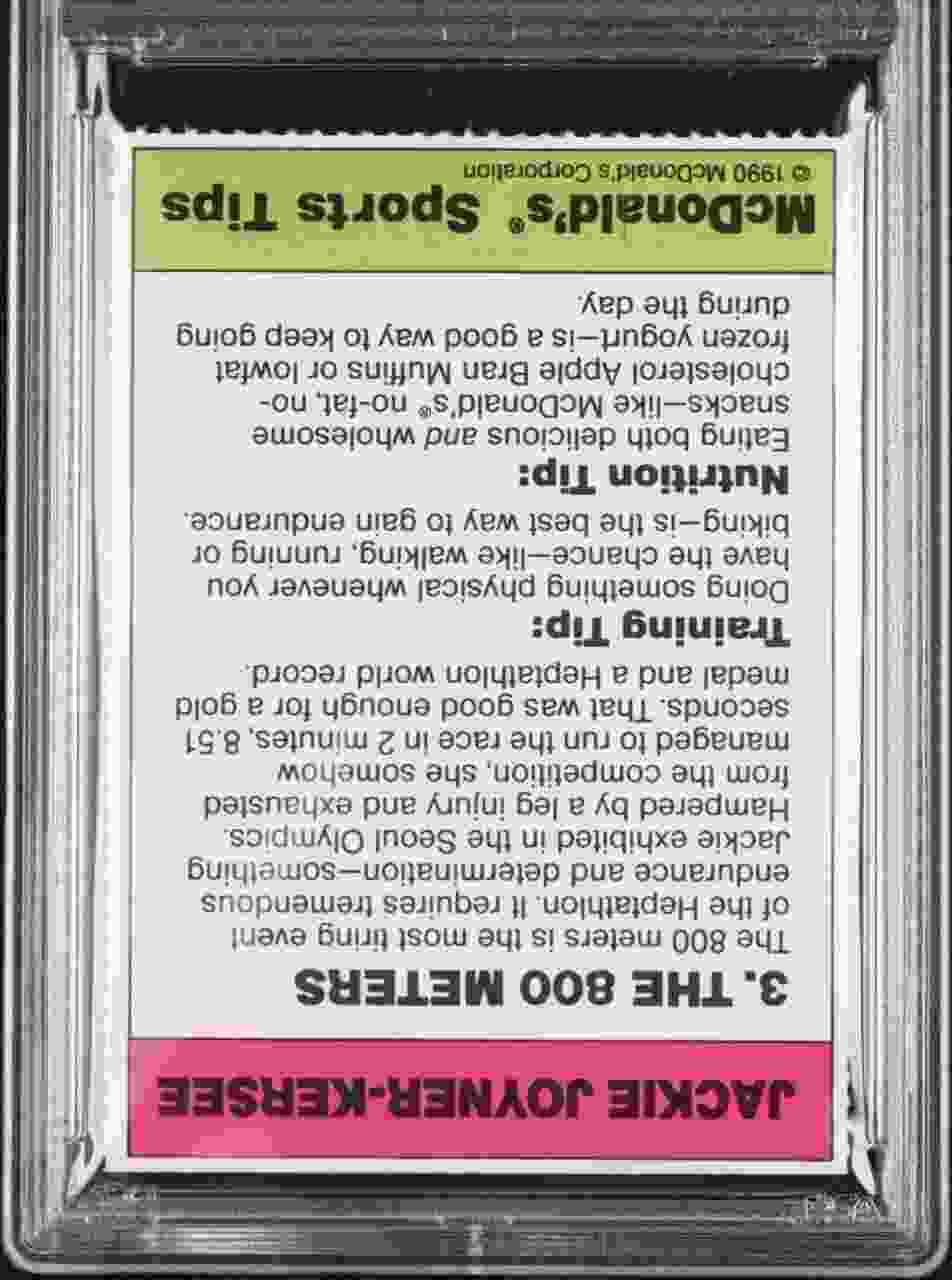 JACKIE JOYNER-KERSEE
3. THE 800 METERS
The 800 meters is the most tiring event
of the Heptathlon. It requires tremendous
endurance and determination—something
Jackie exhibited in the Seoul Olympics.
Hampered by a leg injury and exhausted
from the competition, she somehow
managed to run the race in 2 minutes, 8.51
seconds. That was good enough for a gold
medal and a Heptathlon world record.
Training Tip:
Doing something physical whenever you
have the chance—like walking, running or
biking—is the best way to gain endurance.
Nutrition Tip:
Eating both delicious and wholesome
snacks—like McDonald's® no-fat, no-
cholesterol Apple Bran Muffins or lowfat
frozen yogurt—is a good way to keep going
during the day.
McDonald's® Sports Tips
© 1990 McDonald's Corporation